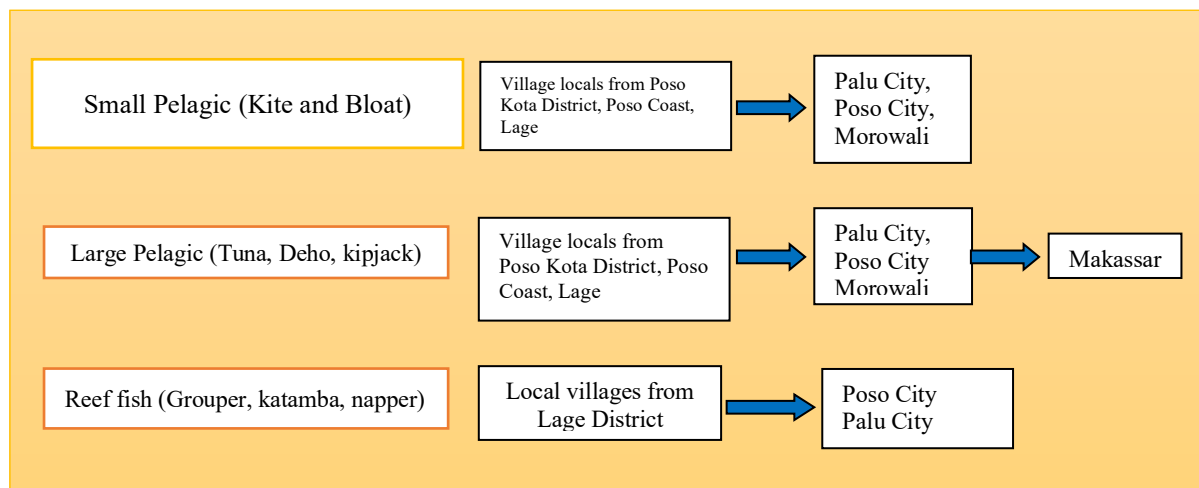 Small Pelagic (Kite and Bloat)
Village locals from Poso
Kota District, Poso Coast,
Lage
Palu City,
Poso City,
Morowali
Large Pelagic (Tuna, Deho, kipjack)
Village locals from
Poso Kota District, Poso
Coast, Lage
Palu City,
Poso City
Morowali
Makassar
Reef fish (Grouper, katamba, napper)
Local villages from
Lage District
Poso City
Palu City